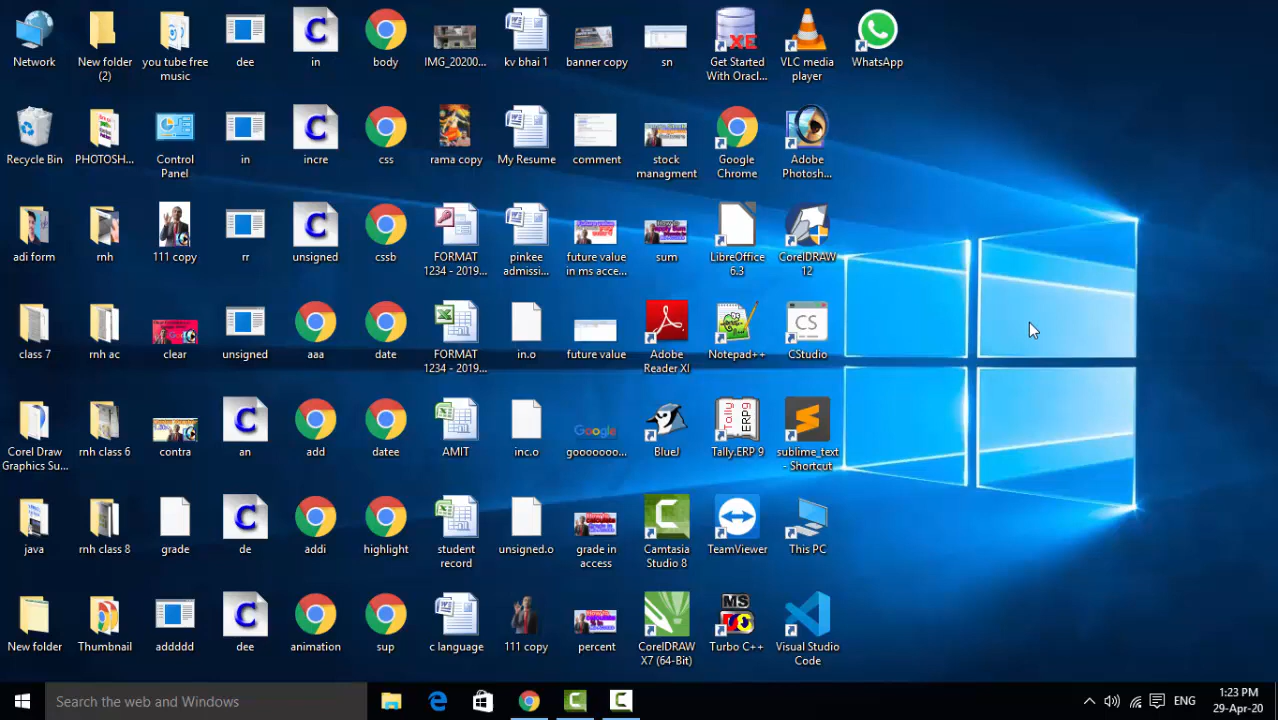 Network
New folder
(2)
you tube free
music
dee
in
body
IMG_20200...
kv bhai 1
banner copy
sn
Get Started
With Oracl...
VLC media
player
WhatsApp
Recycle Bin
PHOTOSH...
Control
Panel
in
incre
css
rama copy
My Resume
comment
stock
managment
Google
Chrome
Adobe
Photosh...
adi form
rnh
111 copy
rr
unsigned
cssb
FORMAT
1234 - 2019...
pinkee
admissi...
future value
in ms acce...
sum
LibreOffice
6.3
CorelDRAW
12
class 7
rnh ac
clear
unsigned
aaa
date
FORMAT
1234 - 2019...
in.o
future value
Adobe
Reader XI
Notepad++
CStudio
Corel Draw
Graphics Su...
rnh class 6
contra
an
add
datee
AMIT
inc.o
gooooooo...
BlueJ
Tally.ERP 9
sublime_text
- Shortcut
java
rnh class 8
grade
de
addi
highlight
student
record
unsigned.o
grade in
access
Camtasia
Studio 8
TeamViewer
This PC
New folder
Thumbnail
addddd
dee
animation
sup
c language
111 copy
percent
CorelDRAW
X7 (64-Bit)
Turbo C++
Visual Studio
Code
Search the web and Windows
ENG
1:23 PM
29-Apr-20